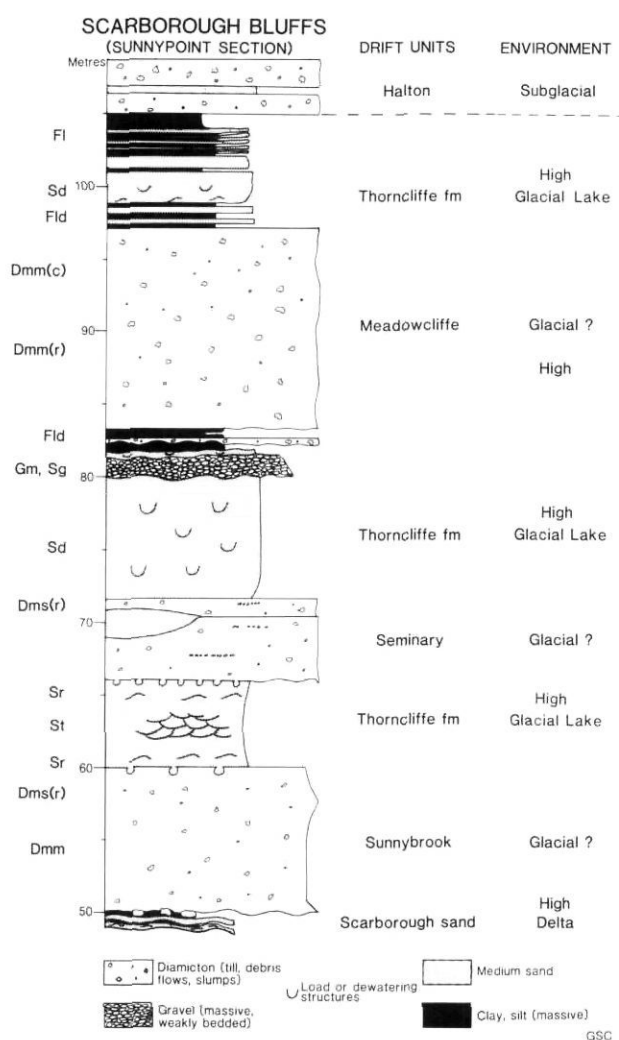 SCARBOROUGH BLUFFS
(SUNNYPOINT SECTION)
DRIFT UNITS
ENVIRONMENT
Metres
Halton
Subglacial
Fl
High
100
Sd
Thorncliffe fm
Glacial Lake
Fld
Dmm(c)
90
Meadowcliffe
Glacial ?
Dmm(r)
High
Fld
Gm, Sg
80
High
Sd
Thorncliffe fm
Glacial Lake
Dms(r)
70
Seminary
Glacial ?
Sr
High
St
Thorncliffe fm
Glacial Lake
Sr
60
Dms(r)
Dmm
Sunnybrook
Glacial ?
50
High
Scarborough sand
Delta
Diamicton (till, debris
flows, slumps)
Load or dewatering
structures
Medium sand
Gravel (massive,
weakly bedded)
Clay, silt (massive)
GSC